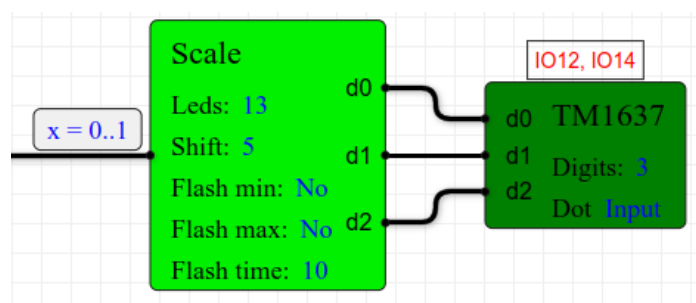 x = 0..1
Scale
Leds: 13
Shift: 5
Flash min: No
Flash max: No
Flash time: 10
d0
d1
d2
IO12, IO14
TM1637
d0
d1
d2
Digits: 3
Dot Input